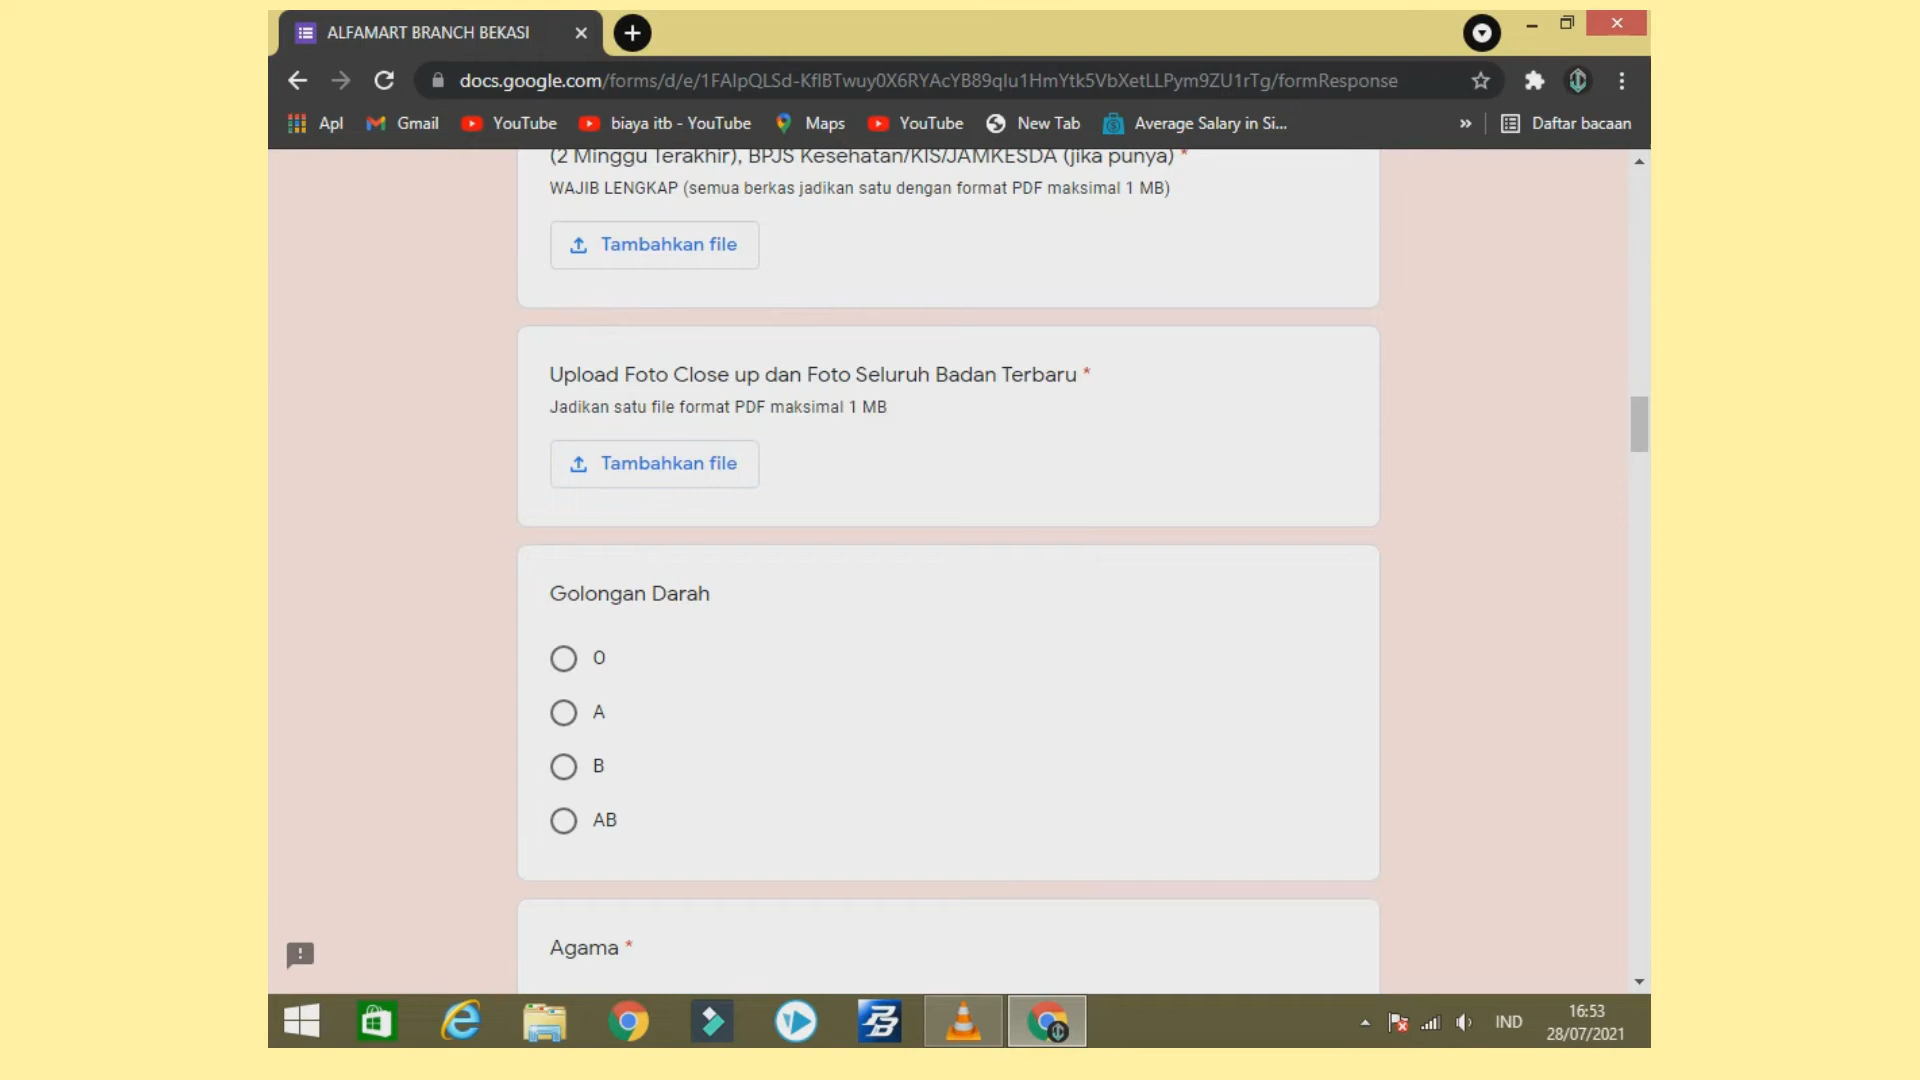 ALFAMART BRANCH BEKASI
docs.google.com/forms/d/e/1FAIpQLSd-KflBTwuy0X6RYAcYB89qlu1HmYtk5VbXetLLPym9ZU1rTg/formResponse
Apl Gmail YouTube biaya itb - YouTube Maps YouTube New Tab Average Salary in Si... » Daftar bacaan
(2 Minggu Terakhir), BPJS Kesehatan/KIS/JAMKESDA (jika punya) *
WAJIB LENGKAP (semua berkas jadikan satu dengan format PDF maksimal 1 MB)
Tambahkan file
Upload Foto Close up dan Foto Seluruh Badan Terbaru *
Jadikan satu file format PDF maksimal 1 MB
Tambahkan file
Golongan Darah
O
A
B
AB
Agama *
IND
16:53
28/07/2021